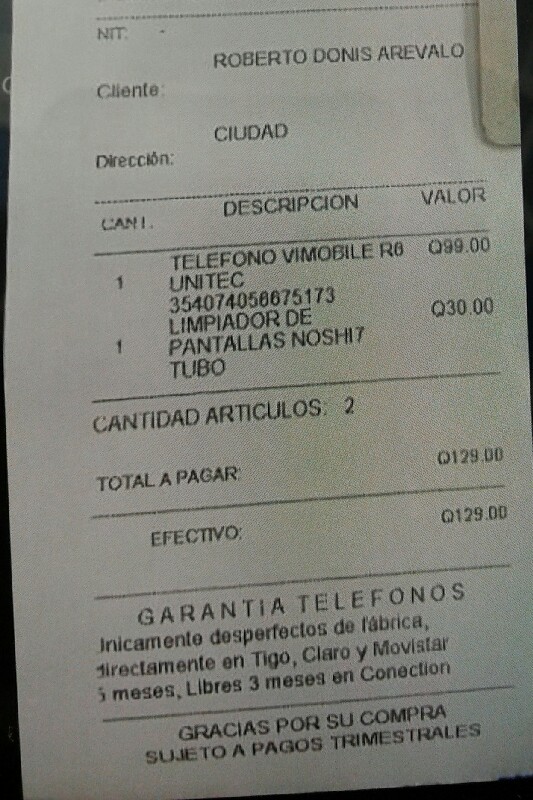 NIT: -
ROBERTO DONIS AREVALO
Cliente:
CIUDAD
Dirección:
CANT. DESCRIPCION VALOR
1 TELEFONO VIMOBILE R6 Q99.00
UNITEC
354074056675173
LIMPIADOR DE Q30.00
1 PANTALLAS NOSHI7
TUBO
CANTIDAD ARTICULOS: 2
TOTAL A PAGAR: Q129.00
EFECTIVO: Q129.00
GARANTIA TELEFONOS
Unicamente desperfectos de fábrica,
directamente en Tigo, Claro y Movistar
meses, Libres 3 meses en Conection
GRACIAS POR SU COMPRA
SUJETO A PAGOS TRIMESTRALES